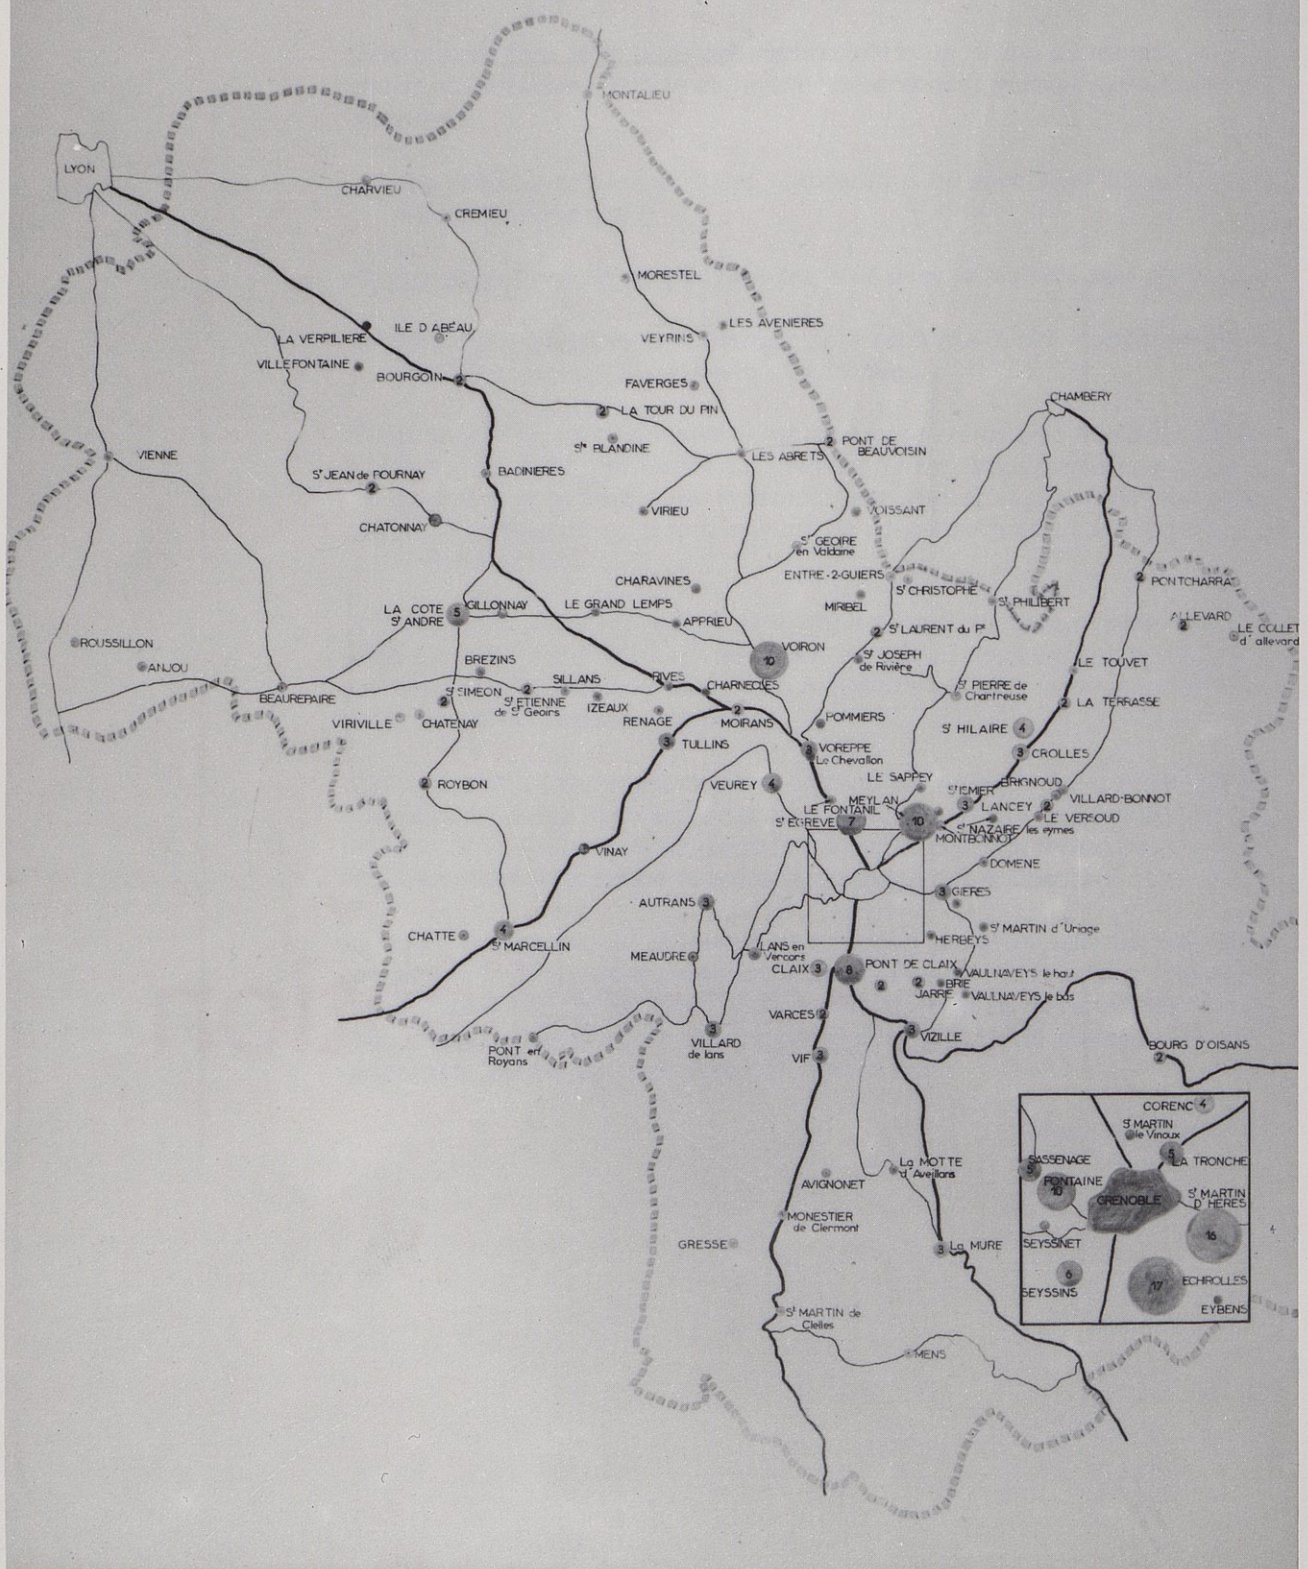 MONTALIEU
LYON
CHARVIEU
CREMIEU
MORESTEL
LES AVENIERES
LA VERPILIERE
ILE D'ABEAU
VEYRINS
VILLEFONTAINE
BOURGOIN 2
FAVERGES
CHAMBERY
2 LA TOUR DU PIN
2 PONT DE
BEAUVOISIN
Ste BLANDINE
LES ABRETS
VIENNE
BADINIERES
St JEAN de BOURNAY
2
VIRIEU
VOISSANT
CHATONNAY
St GEOIRE
en Valdaine
ENTRE-2-GUIERS
2 PONTCHARRA
CHARAVINES
St CHRISTOPHE
MIRIBEL
St PHILIBERT
LA COTE
St ANDRE
5
GILLONNAY
LE GRAND LEMPS
APPRIEU
ALLEVARD
2
LE COLLET
d'allevard
2 St LAURENT du Pt
ROUSSILLON
10
VOIRON
St JOSEPH
de Rivière
ANJOU
BREZINS
LE TOUVET
SILLANS
RIVES
CHARNECLES
St PIERRE de
Chartreuse
BEAUREPAIRE
2
St SIMEON
2
St ETIENNE
de St Geoirs
IZEAUX
2 LA TERRASSE
VIRIVILLE
CHATENAY
RENAGE
2
MOIRANS
POMMIERS
St HILAIRE 4
3 TULLINS
VOREPPE
Le Chevallon
3 CROLLES
2 ROYBON
VEUREY 4
LE SAPPEY
BRIGNOUD
St ISMIER
MEYLAN
VILLARD-BONNOT
LE FONTANIL
3 LANCEY
2
LE VERSOUD
St EGREVE 7
10
St NAZAIRE les eymes
MONTBONNOT
VINAY
DOMENE
3 GIERES
AUTRANS 3
4
St MARCELLIN
CHATTE
St MARTIN d'Uriage
HERBEYS
MEAUDRE
LANS en
Vercors
CLAIX 3
8 PONT DE CLAIX
VAULNAVEYS le haut
2
2
BRIE
JARRE
VAULNAVEYS le bas
VARCES 2
3
VILLARD
de lans
3 VIZILLE
PONT en
Royans
VIF 3
BOURG D'OISANS
2
CORENC 4
St MARTIN
le Vinoux
SASSENAGE
5
5
LA TRONCHE
La MOTTE
d'Aveillans
AVIGNONET
FONTAINE
10
GRENOBLE
St MARTIN
D'HERES
16
MONESTIER
de Clermont
GRESSE
SEYSSINET
3 La MURE
6
SEYSSINS
17
ECHIROLLES
EYBENS
St MARTIN de
Clelles
MENS